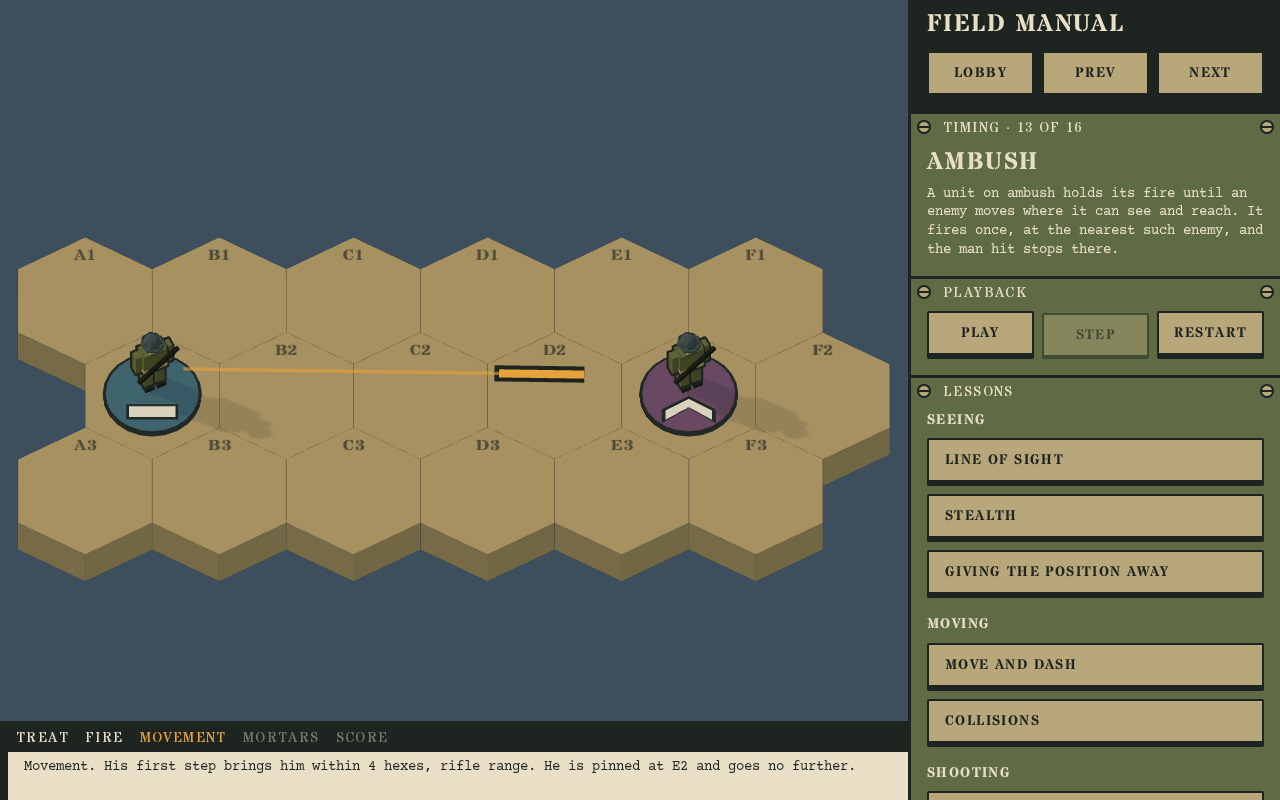 FIELD MANUAL
LOBBY PREV NEXT
TIMING · 13 OF 16
AMBUSH
A unit on ambush holds its fire until an
enemy moves where it can see and reach. It
fires once, at the nearest such enemy, and
the man hit stops there.
PLAYBACK
PLAY STEP RESTART
LESSONS
SEEING
LINE OF SIGHT
STEALTH
GIVING THE POSITION AWAY
MOVING
MOVE AND DASH
COLLISIONS
SHOOTING
A1 B1 C1 D1 E1 F1
B2 C2 D2 F2
A3 B3 C3 D3 E3 F3
TREAT FIRE MOVEMENT MORTARS SCORE
Movement. His first step brings him within 4 hexes, rifle range. He is pinned at E2 and goes no further.